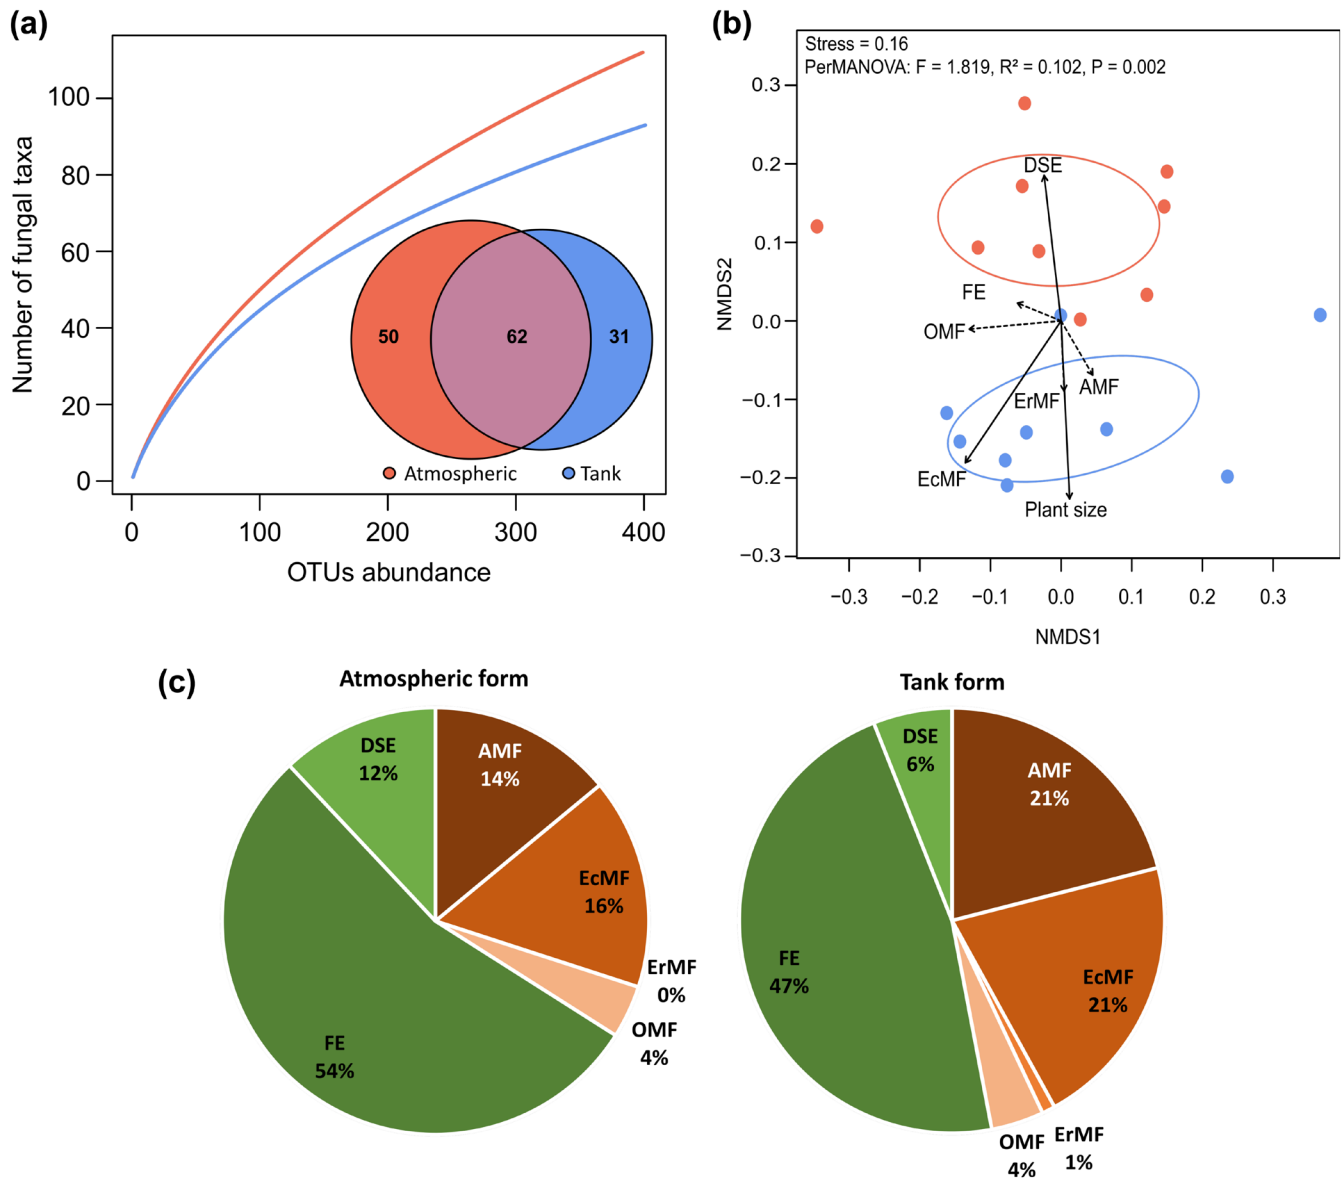 (a)
Number of fungal taxa
100
80
60
40
20
0
50
62
31
Atmospheric
Tank
0
100
200
300
400
OTUs abundance
(b)
Stress = 0.16
PerMANOVA: F = 1.819, R² = 0.102, P = 0.002
NMDS2
0.3
0.2
0.1
0.0
−0.1
−0.2
−0.3
DSE
FE
OMF
AMF
ErMF
EcMF
Plant size
−0.3
−0.2
−0.1
0.0
0.1
0.2
0.3
NMDS1
(c)
Atmospheric form
DSE
12%
AMF
14%
EcMF
16%
ErMF
0%
OMF
4%
FE
54%
Tank form
DSE
6%
AMF
21%
FE
47%
EcMF
21%
OMF
4%
ErMF
1%